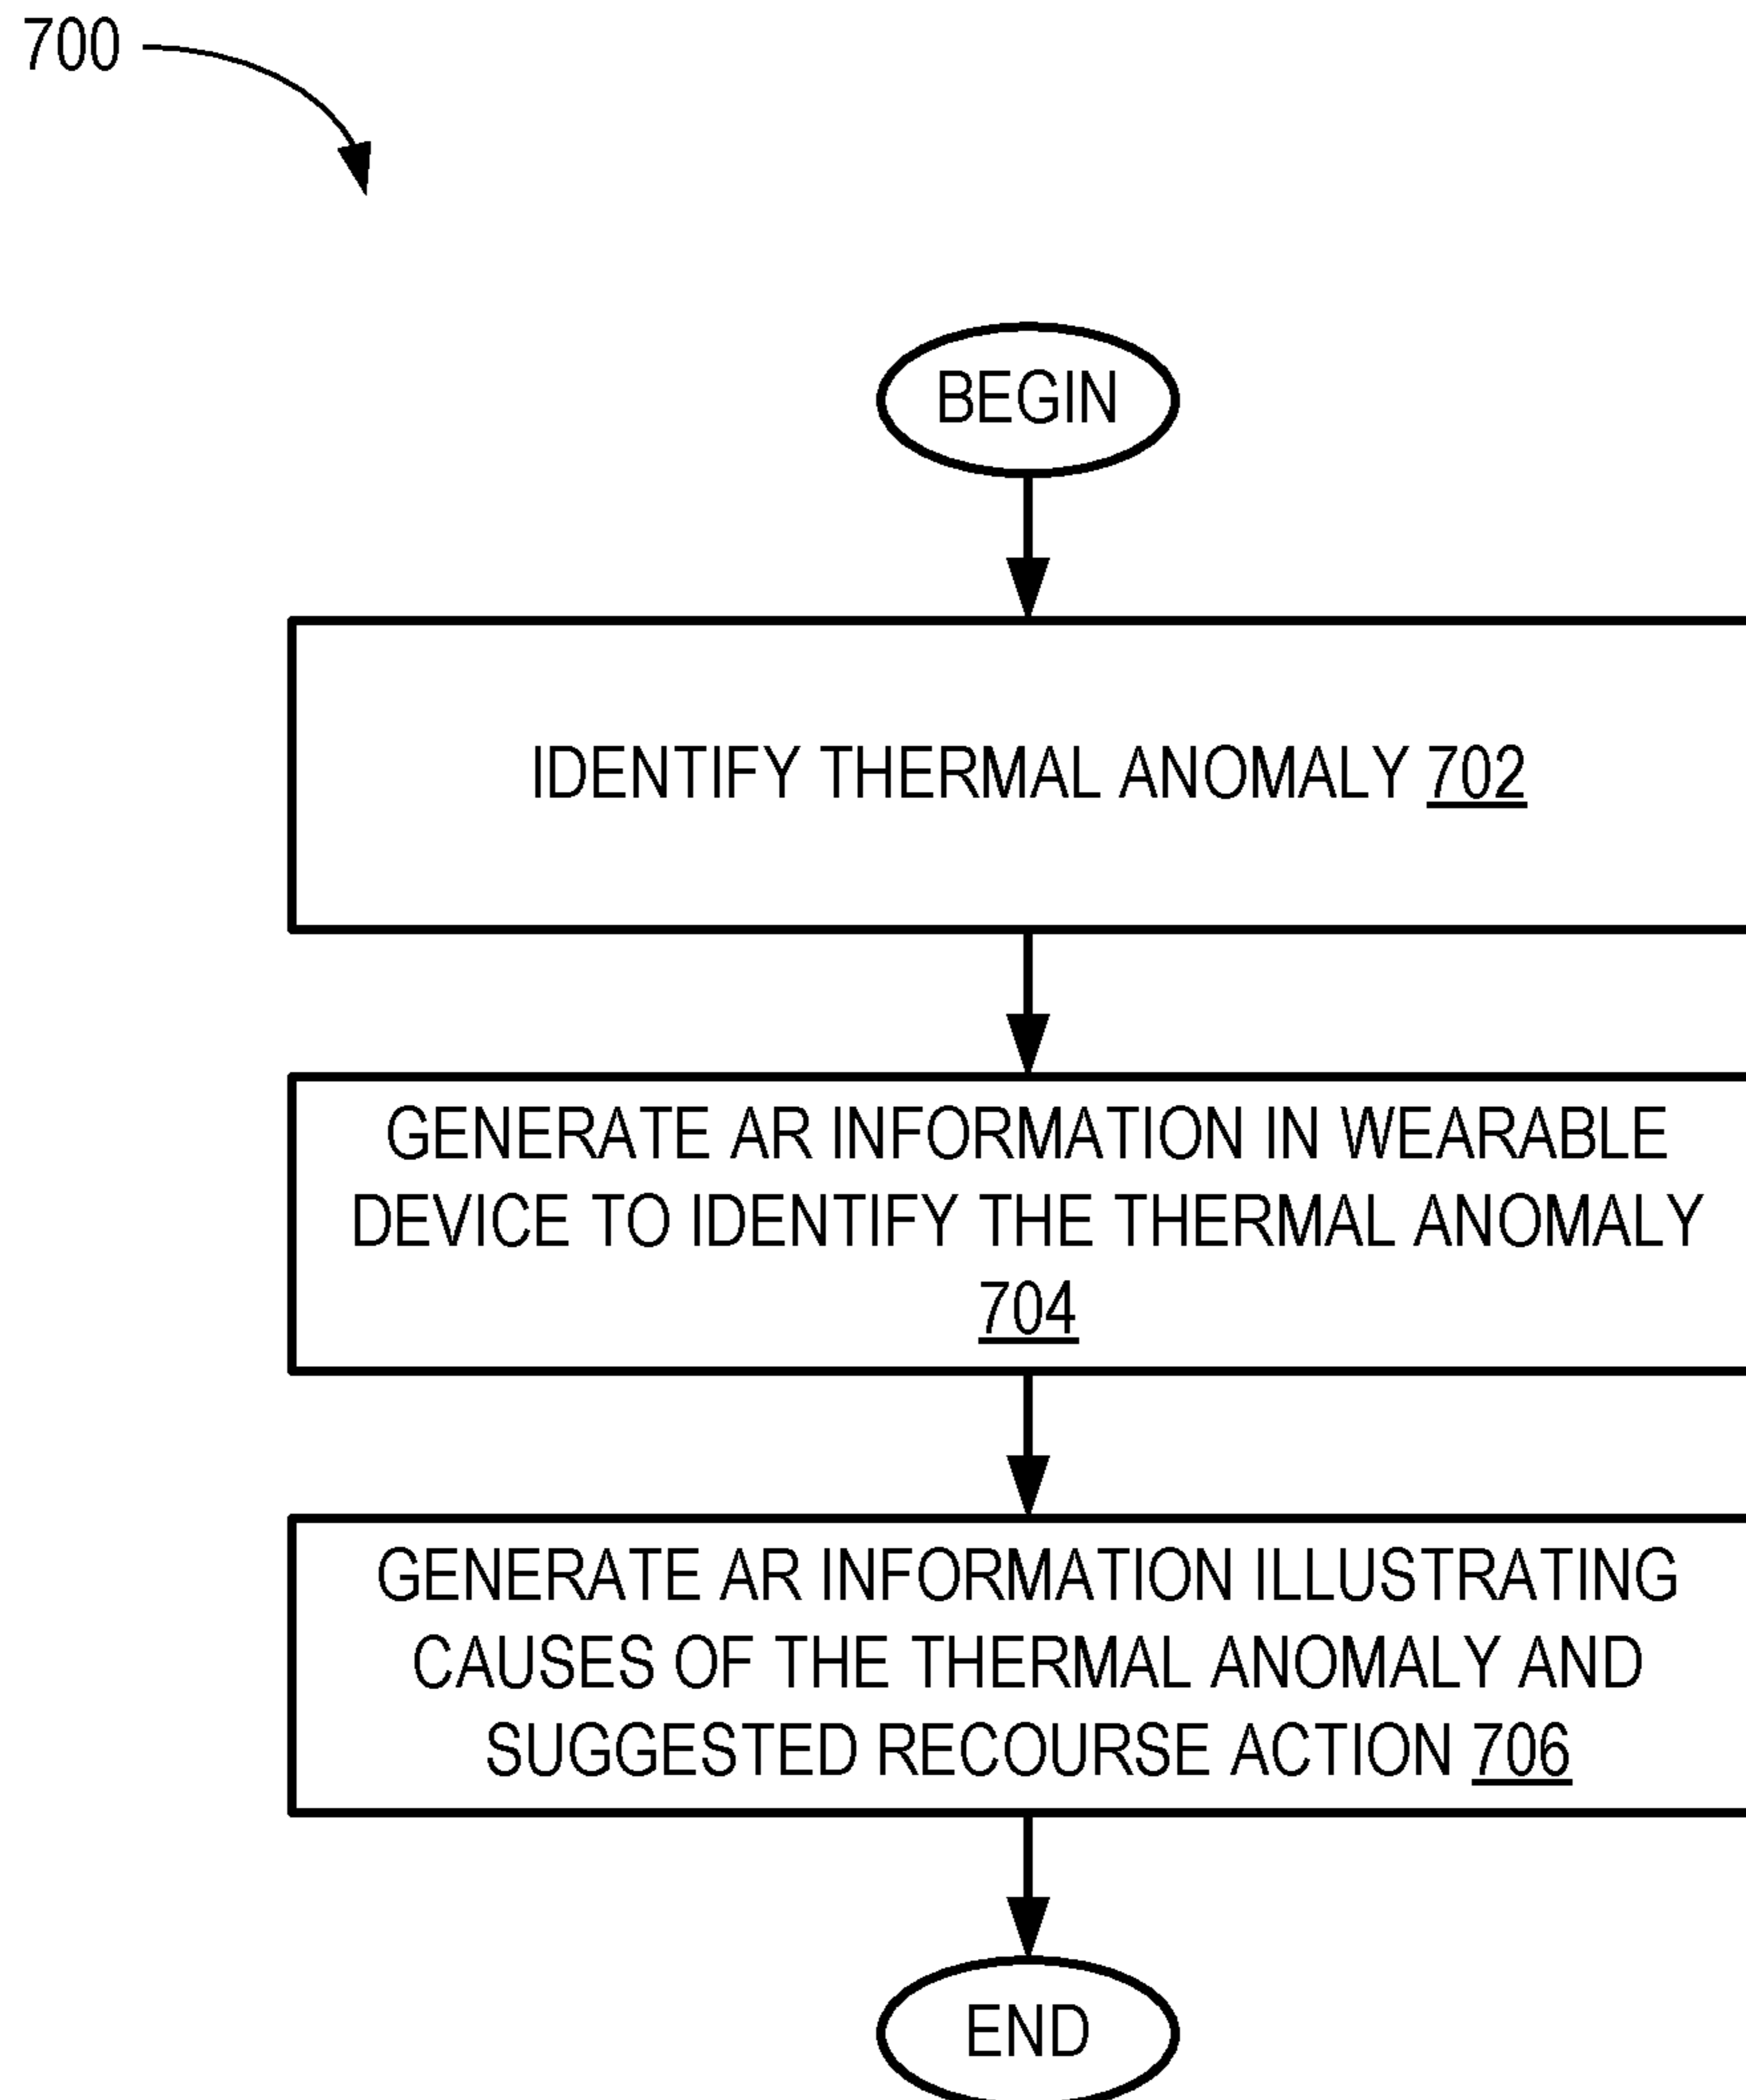 700
BEGIN
IDENTIFY THERMAL ANOMALY 702
GENERATE AR INFORMATION IN WEARABLE
DEVICE TO IDENTIFY THE THERMAL ANOMALY
704
GENERATE AR INFORMATION ILLUSTRATING
CAUSES OF THE THERMAL ANOMALY AND
SUGGESTED RECOURSE ACTION 706
END